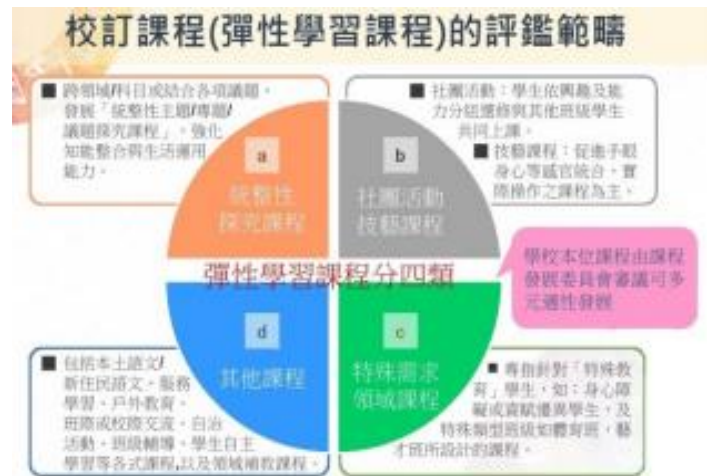 校訂課程(彈性學習課程)的評鑑範疇
■ 跨領域/科目或結合各項議題，
發展「統整性主題/專題/
議題探究課程」，強化
知能整合與生活運用
能力。
a
統整性
探究課程
■ 社團活動：學生依興趣及能
力分組選修與其他班級學生
共同上課。
■ 技藝課程：促進手眼
身心等感官統合，實
際操作之課程為主。
b
社團活動
技藝課程
彈性學習課程分四類
學校本位課程由課程
發展委員會審議可多
元適性發展
d
其他課程
■ 包括本土語文/
新住民語文、服務
學習、戶外教育、
班際或校際交流、自治
活動、班級輔導、學生自主
學習等各式課程,以及領域補救課程。
c
特殊需求
領域課程
■ 專指針對「特殊教
育」學生，如：身心障
礙或資賦優異學生，及
特殊類型班級如體育班，藝
才班所設計的課程。